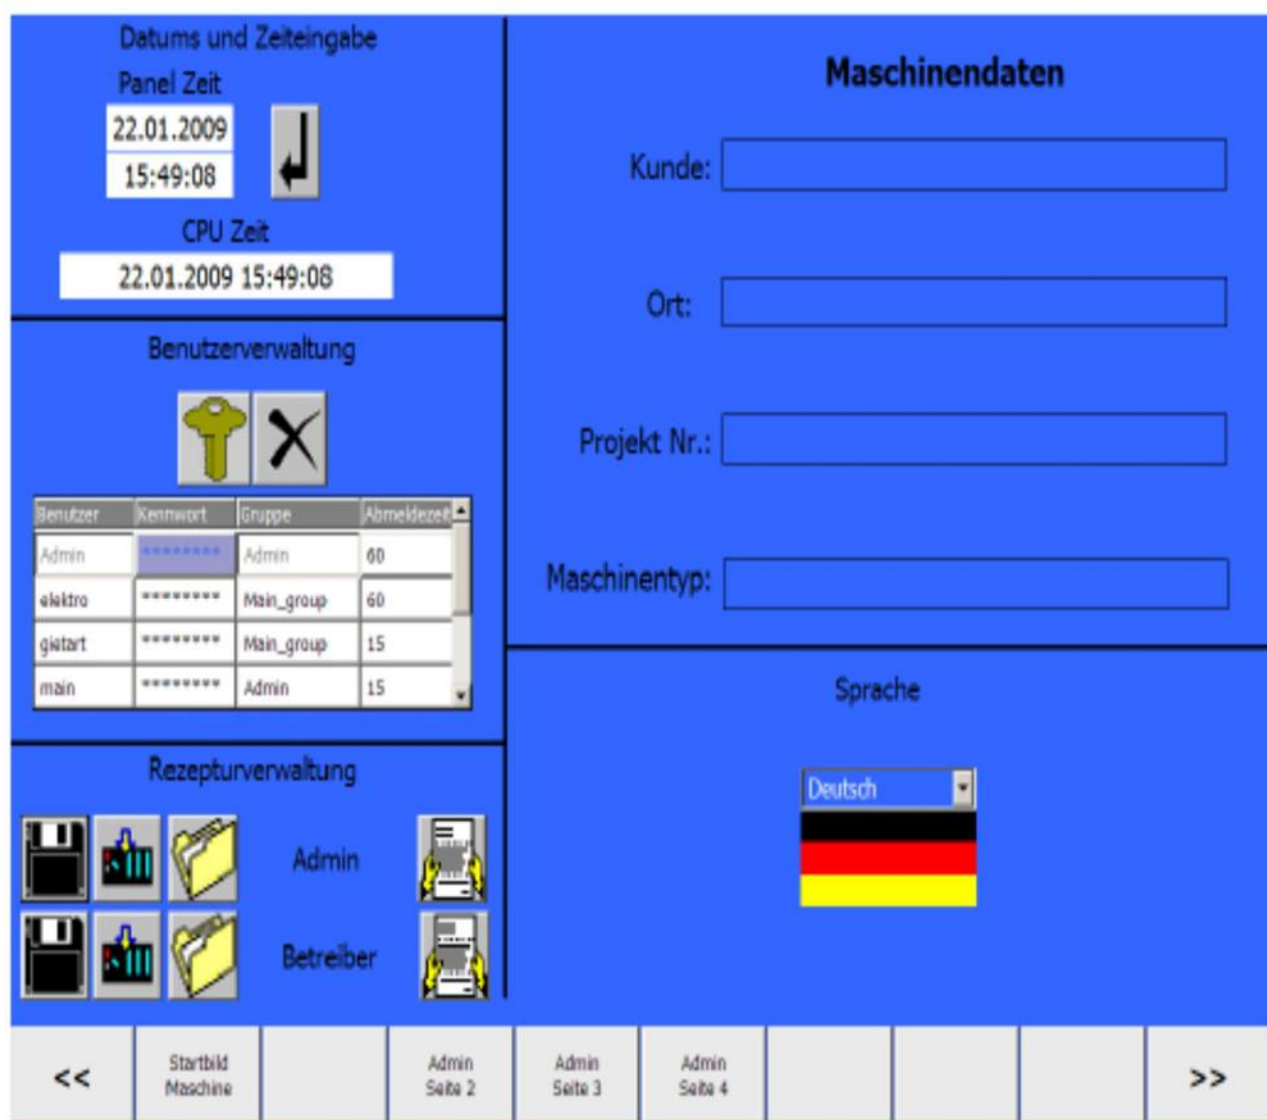 Datums und Zeiteingabe
Panel Zeit
22.01.2009
15:49:08
CPU Zeit
22.01.2009 15:49:08
Benutzerverwaltung
Benutzer Kennwort Gruppe Abmeldezeit
Admin ******** Admin 60
elektro ******** Main_group 60
gietart ******** Main_group 15
main ******** Admin 15
Rezepturverwaltung
Admin
Betreiber
Maschinendaten
Kunde:
Ort:
Projekt Nr.:
Maschinentyp:
Sprache
Deutsch
<<
Startbild
Maschine
Admin
Seite 2
Admin
Seite 3
Admin
Seite 4
>>